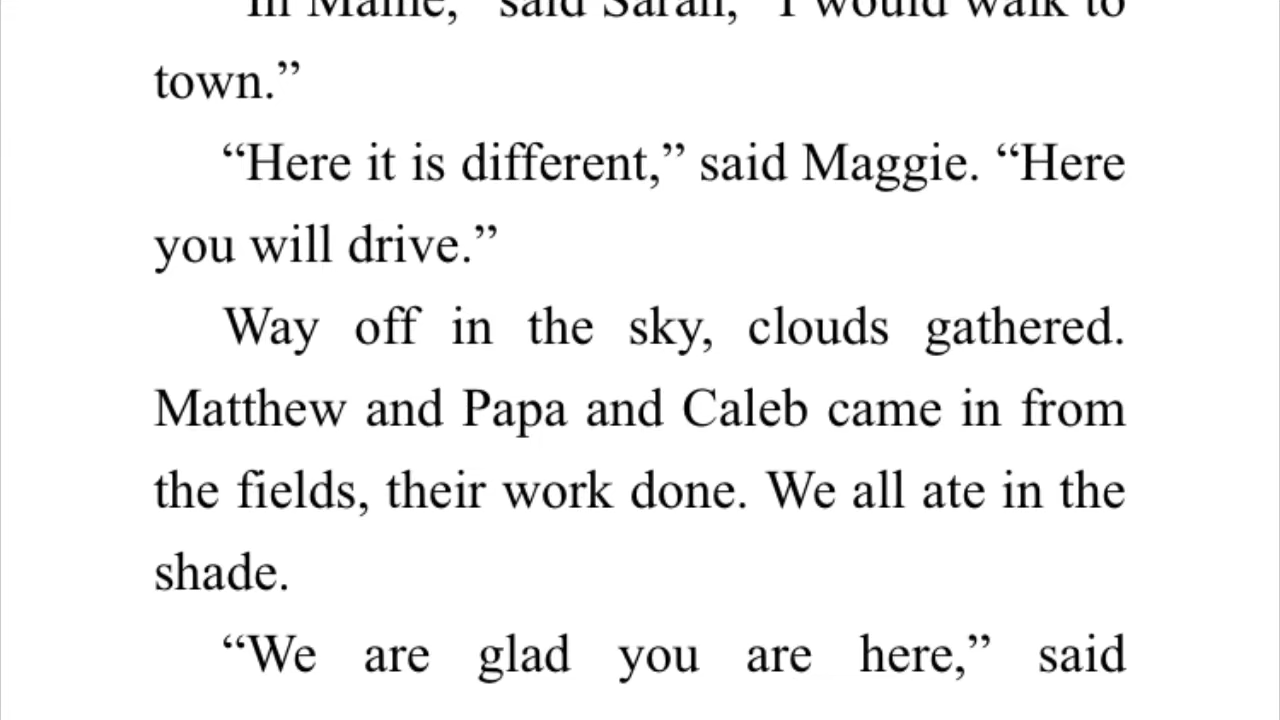 "In Maine," said Sarah, "I would walk to
town.”
“Here it is different,” said Maggie. “Here
you will drive.”
Way off in the sky, clouds gathered.
Matthew and Papa and Caleb came in from
the fields, their work done. We all ate in the
shade.
“We are glad you are here,” said